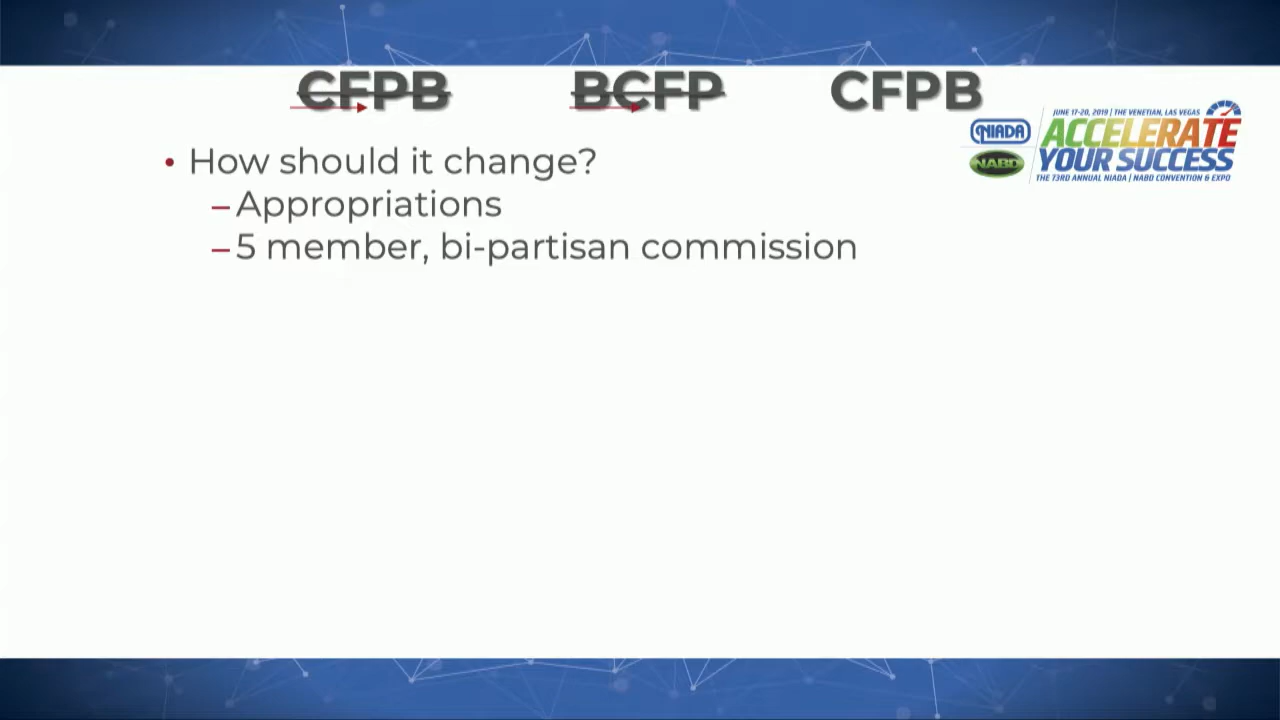 CFPB BCFP CFPB
JUNE 17-20, 2019 | THE VENETIAN, LAS VEGAS
NIADA
ACCELERATE
NABD
YOUR SUCCESS
THE 73RD ANNUAL NIADA | NABD CONVENTION & EXPO
• How should it change?
– Appropriations
– 5 member, bi-partisan commission